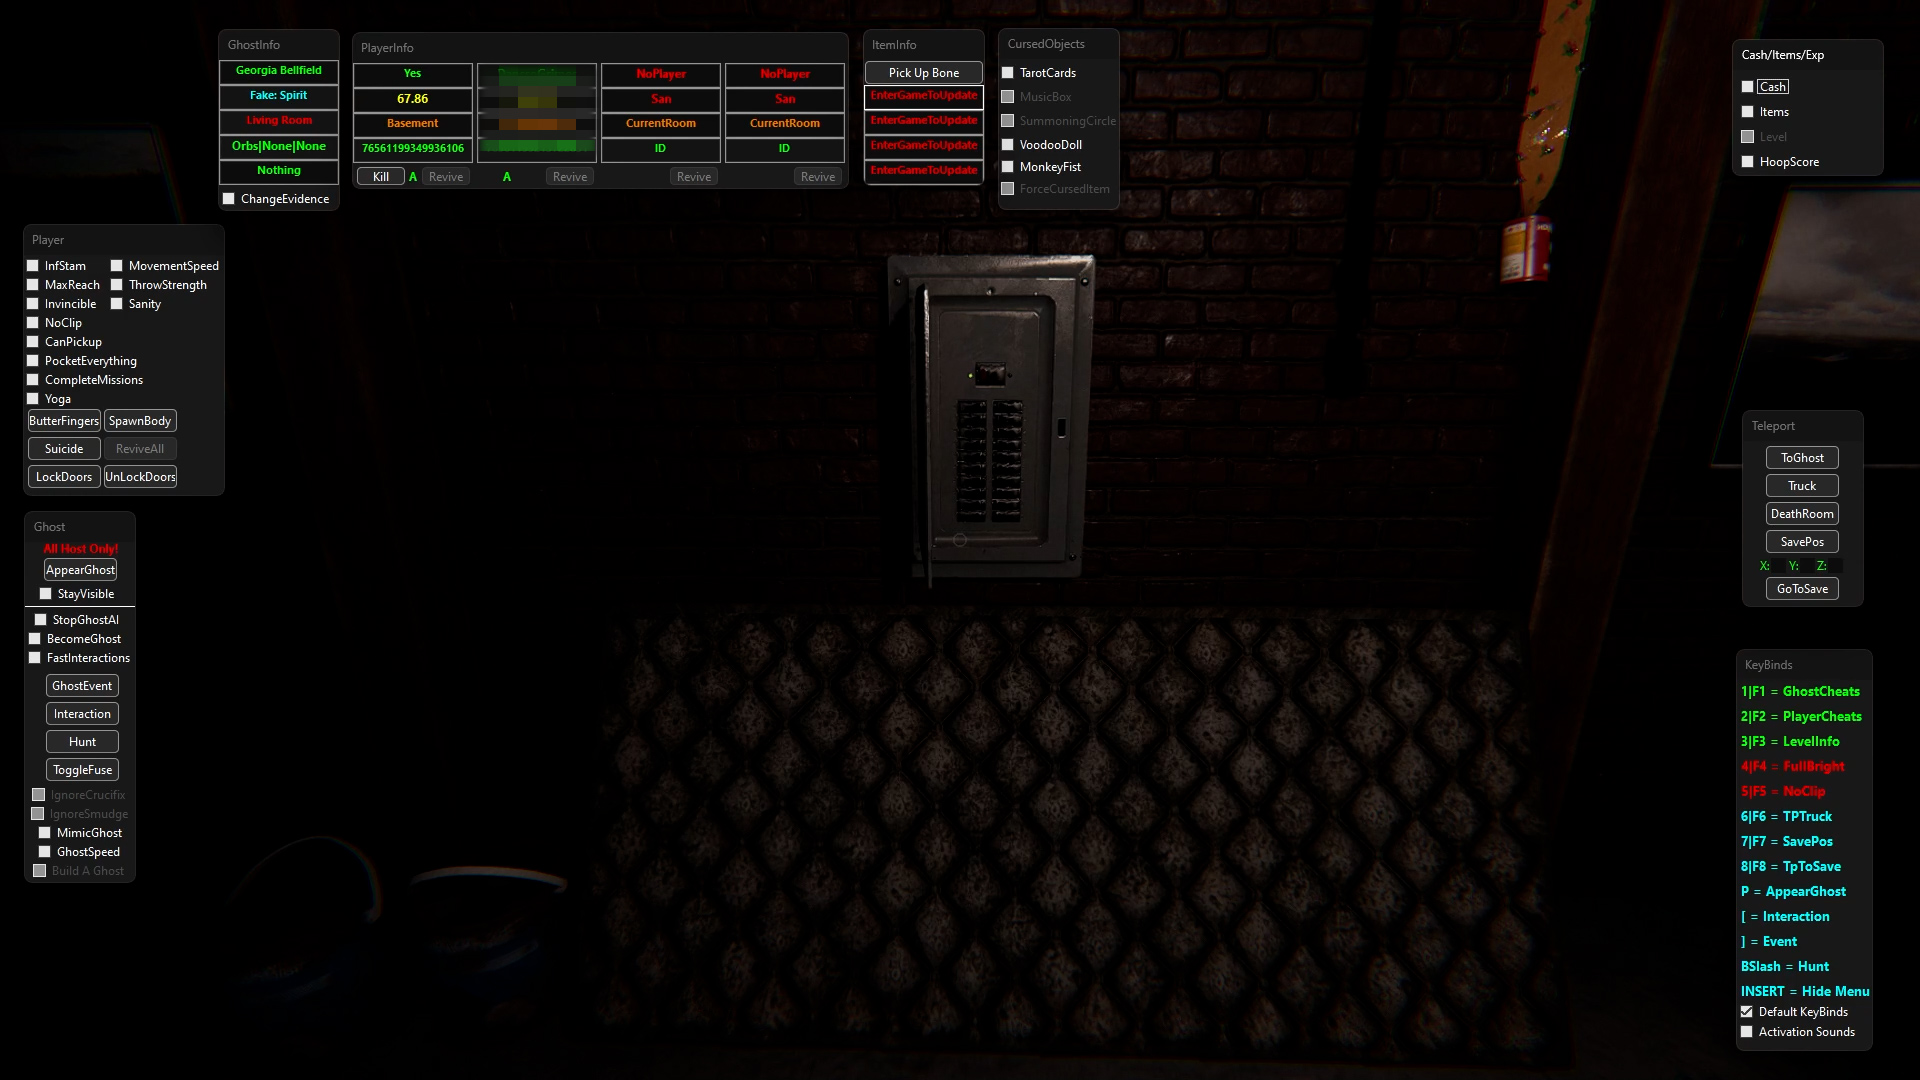 GhostInfo
Georgia Bellfield
Fake: Spirit
Living Room
Orbs|None|None
Nothing
ChangeEvidence
PlayerInfo
Yes
NoPlayer
NoPlayer
67.86
San
San
Basement
CurrentRoom
CurrentRoom
76561199349936106
ID
ID
Kill
A
Revive
A
Revive
Revive
Revive
ItemInfo
Pick Up Bone
EnterGameToUpdate
EnterGameToUpdate
EnterGameToUpdate
EnterGameToUpdate
CursedObjects
TarotCards
MusicBox
SummoningCircle
VoodooDoll
MonkeyFist
ForceCursedItem
Cash/Items/Exp
Cash
Items
Level
HoopScore
Player
InfStam
MovementSpeed
MaxReach
ThrowStrength
Invincible
Sanity
NoClip
CanPickup
PocketEverything
CompleteMissions
Yoga
ButterFingers
SpawnBody
Suicide
ReviveAll
LockDoors
UnLockDoors
Ghost
All Host Only!
AppearGhost
StayVisible
StopGhostAI
BecomeGhost
FastInteractions
GhostEvent
Interaction
Hunt
ToggleFuse
IgnoreCrucifix
IgnoreSmudge
MimicGhost
GhostSpeed
Build A Ghost
Teleport
ToGhost
Truck
DeathRoom
SavePos
X: Y: Z:
GoToSave
KeyBinds
1|F1 = GhostCheats
2|F2 = PlayerCheats
3|F3 = LevelInfo
4|F4 = FullBright
5|F5 = NoClip
6|F6 = TPTruck
7|F7 = SavePos
8|F8 = TpToSave
P = AppearGhost
[ = Interaction
] = Event
BSlash = Hunt
INSERT = Hide Menu
Default KeyBinds
Activation Sounds